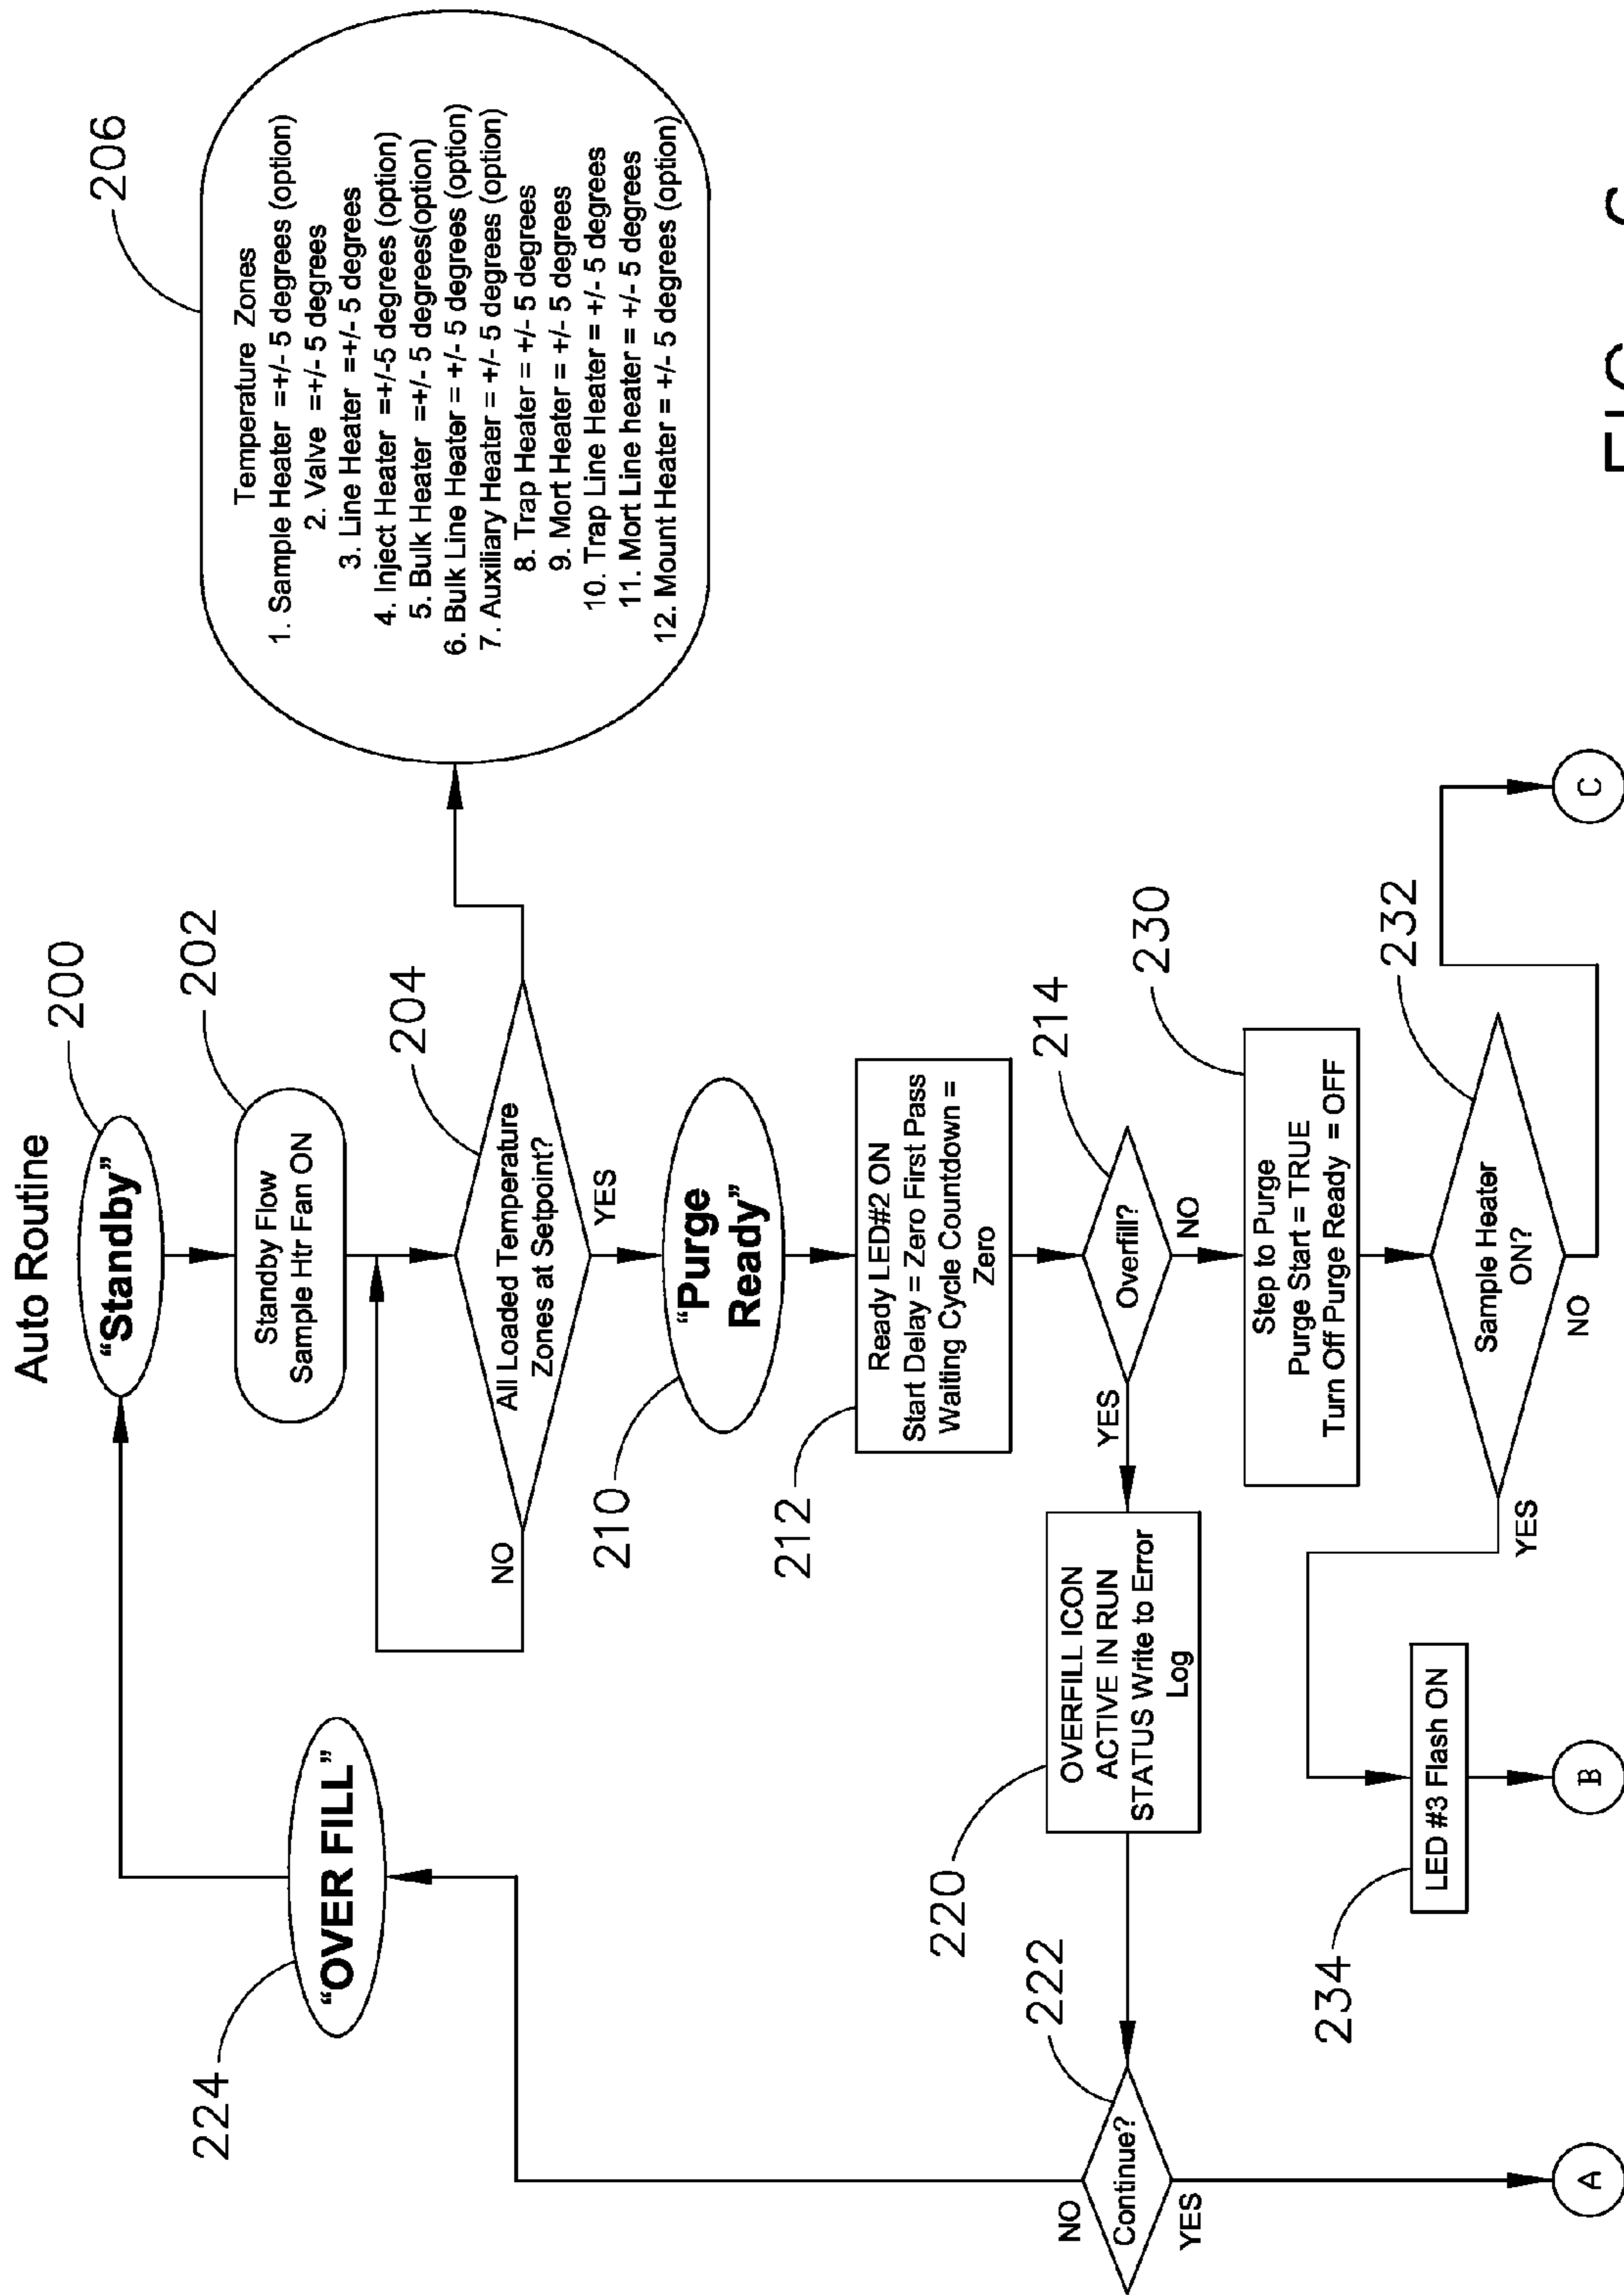 Auto Routine
200
“Standby”
202
Standby Flow
Sample Htr Fan ON
204
All Loaded Temperature
Zones at Setpoint?
NO
YES
206
Temperature Zones
1. Sample Heater =+/- 5 degrees (option)
2. Valve =+/- 5 degrees
3. Line Heater =+/- 5 degrees
4. Inject Heater =+/-5 degrees (option)
5. Bulk Heater =+/- 5 degrees(option)
6. Bulk Line Heater = +/- 5 degrees (option)
7. Auxiliary Heater = +/- 5 degrees (option)
8. Trap Heater = +/- 5 degrees
9. Mort Heater = +/- 5 degrees
10. Trap Line Heater = +/- 5 degrees
11. Mort Line heater = +/- 5 degrees
12. Mount Heater = +/- 5 degrees (option)
224
“OVER FILL”
210
“Purge
Ready”
212
Ready LED#2 ON
Start Delay = Zero First Pass
Waiting Cycle Countdown =
Zero
214
Overfill?
YES
NO
220
OVERFILL ICON
ACTIVE IN RUN
STATUS Write to Error
Log
222
Continue?
NO
YES
230
Step to Purge
Purge Start = TRUE
Turn Off Purge Ready = OFF
232
Sample Heater
ON?
YES
NO
234
LED #3 Flash ON
A
B
C